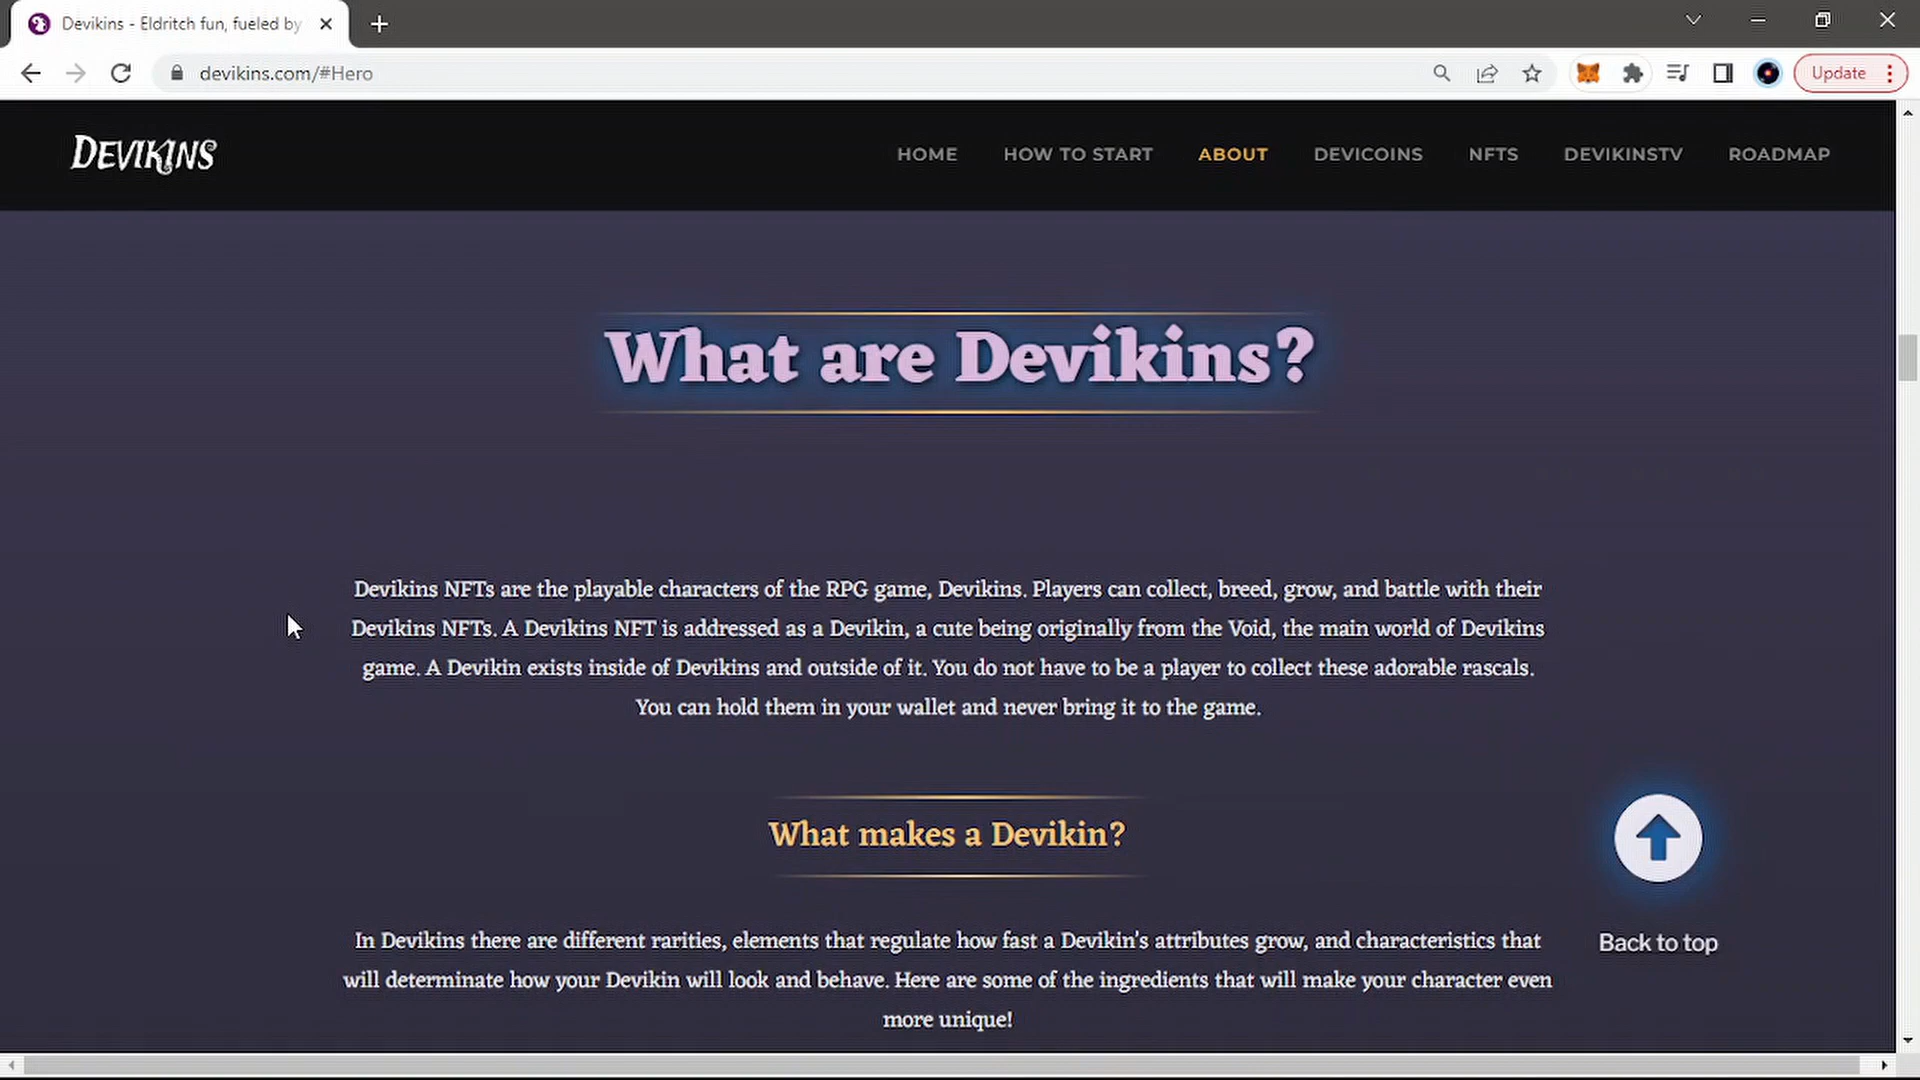 Devikins - Eldritch fun, fueled by
devikins.com/#Hero
Update
DEVIKINS
HOME
HOW TO START
ABOUT
DEVICOINS
NFTS
DEVIKINSTV
ROADMAP
What are Devikins?
Devikins NFTs are the playable characters of the RPG game, Devikins. Players can collect, breed, grow, and battle with their
Devikins NFTs. A Devikins NFT is addressed as a Devikin, a cute being originally from the Void, the main world of Devikins
game. A Devikin exists inside of Devikins and outside of it. You do not have to be a player to collect these adorable rascals.
You can hold them in your wallet and never bring it to the game.
What makes a Devikin?
In Devikins there are different rarities, elements that regulate how fast a Devikin's attributes grow, and characteristics that
will determinate how your Devikin will look and behave. Here are some of the ingredients that will make your character even
more unique!
Back to top